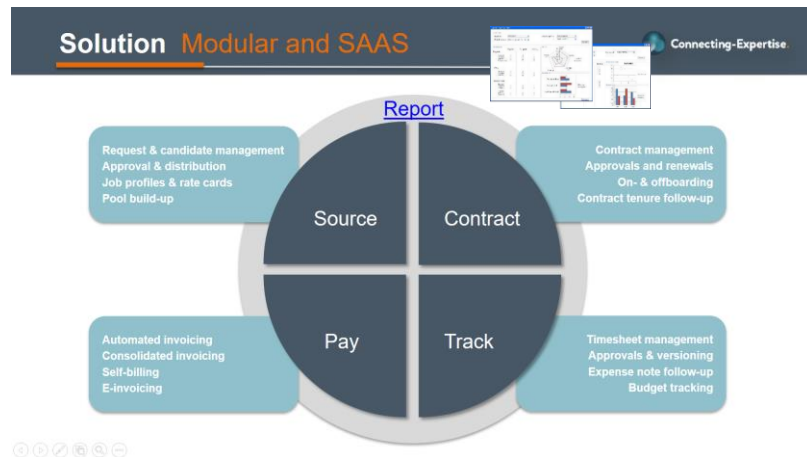 Solution Modular and SAAS
Connecting-Expertise.
Report
Request & candidate management
Approval & distribution
Job profiles & rate cards
Pool build-up
Contract management
Approvals and renewals
On- & offboarding
Contract tenure follow-up
Source
Contract
Pay
Track
Automated invoicing
Consolidated invoicing
Self-billing
E-invoicing
Timesheet management
Approvals & versioning
Expense note follow-up
Budget tracking